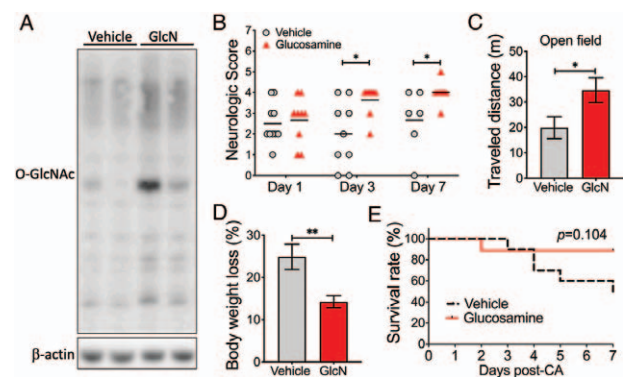 A
Vehicle GlcN
O-GlcNAc
β-actin
B
Vehicle
Glucosamine
Neurologic Score
6
5
4
3
2
1
0
*
*
Day 1 Day 3 Day 7
C
Open field
Traveled distance (m)
50
40
30
20
10
0
*
Vehicle GlcN
D
Body weight loss (%)
30
20
10
0
**
Vehicle GlcN
E
p=0.104
Survival rate (%)
100
80
60
40
20
0
Vehicle
Glucosamine
0 1 2 3 4 5 6 7
Days post-CA